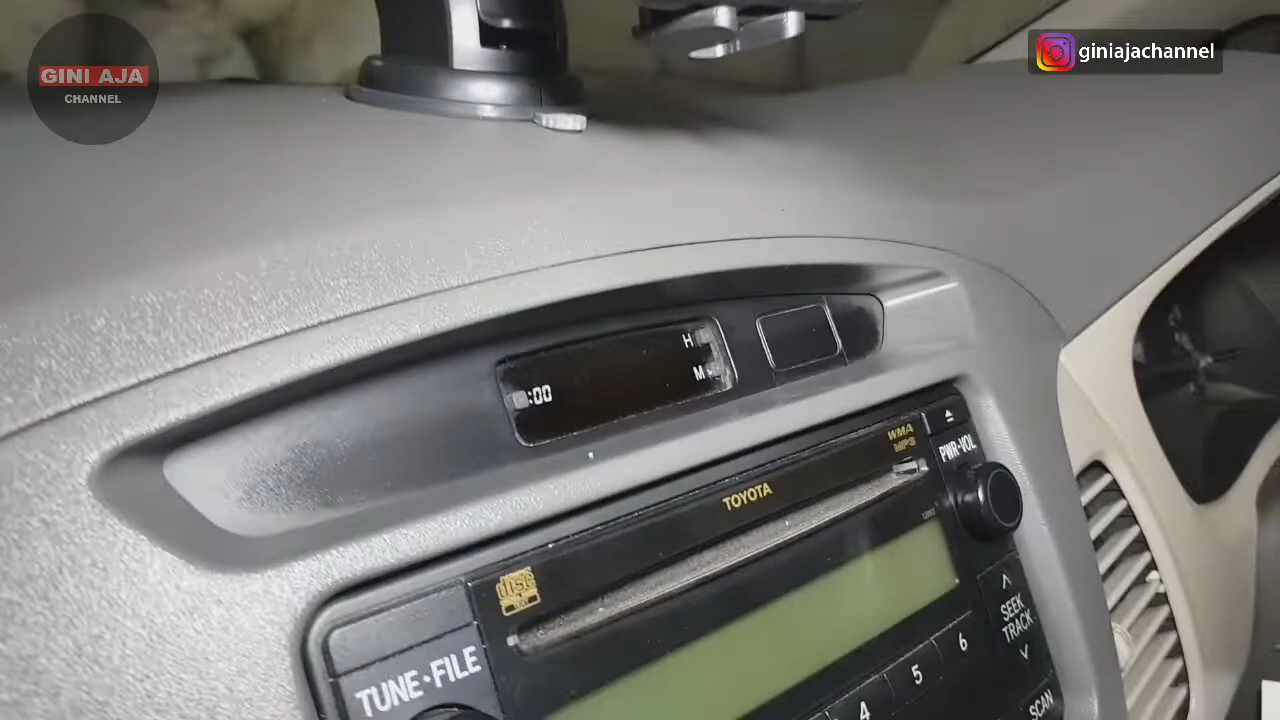 GINI AJA
CHANNEL
giniajachannel
H
M
:00
WMA
MP3
PWR•VOL
TOYOTA
disc
SEEK
TRACK
TUNE•FILE
6
5
4
SCAN